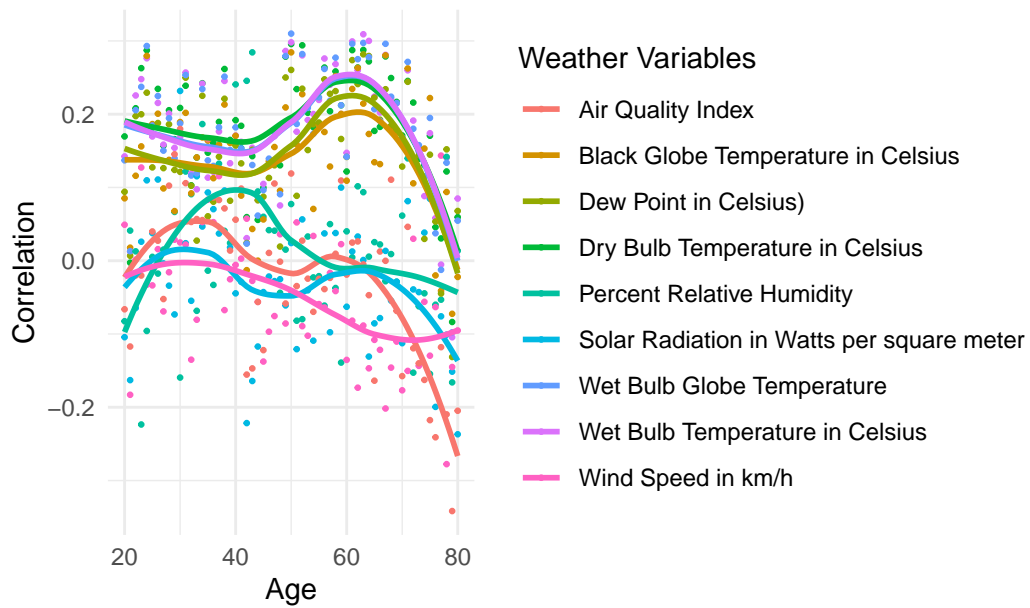 Weather Variables
Air Quality Index
Black Globe Temperature in Celsius
Dew Point in Celsius)
Dry Bulb Temperature in Celsius
Percent Relative Humidity
Solar Radiation in Watts per square meter
Wet Bulb Globe Temperature
Wet Bulb Temperature in Celsius
Wind Speed in km/h
Correlation
0.2
0.0
−0.2
20 40 60 80
Age